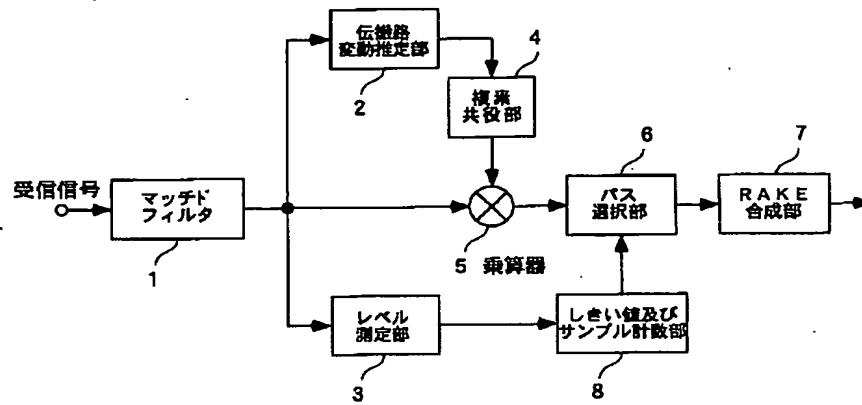 伝搬路
変動推定部
2
4
複素
共役部
受信信号
マッチド
フィルタ
1
5 乗算器
6
パス
選択部
7
RAKE
合成部
レベル
測定部
3
しきい値及び
サンプル計数部
8